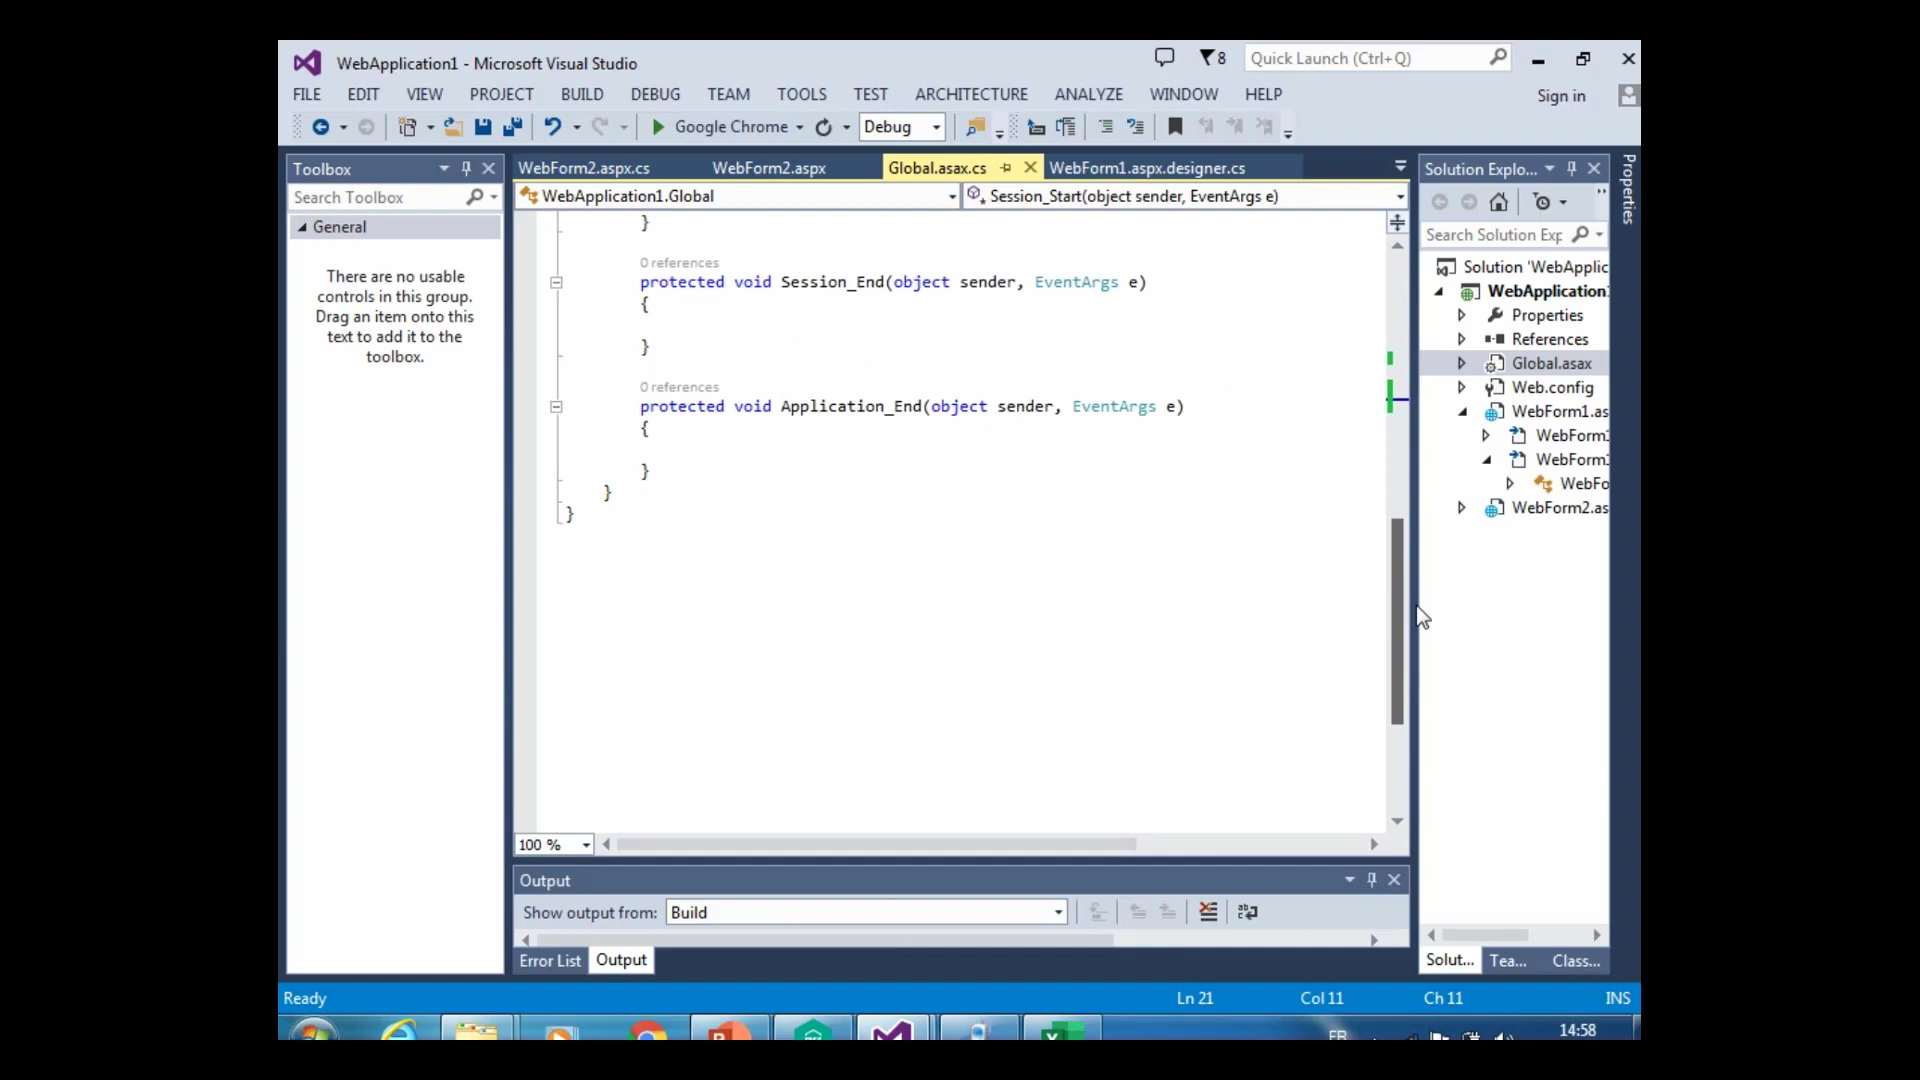 WebApplication1 - Microsoft Visual Studio
8
Quick Launch (Ctrl+Q)
FILE EDIT VIEW PROJECT BUILD DEBUG TEAM TOOLS TEST ARCHITECTURE ANALYZE WINDOW HELP
Sign in
Google Chrome
Debug
Toolbox
Search Toolbox
General
There are no usable
controls in this group.
Drag an item onto this
text to add it to the
toolbox.
WebForm2.aspx.cs WebForm2.aspx Global.asax.cs WebForm1.aspx.designer.cs
WebApplication1.Global
Session_Start(object sender, EventArgs e)
}
0 references
protected void Session_End(object sender, EventArgs e)
{
}
0 references
protected void Application_End(object sender, EventArgs e)
{
}
}
}
100 %
Output
Show output from: Build
Error List Output
Solution Explo...
Search Solution Exp
Solution 'WebApplic
WebApplication1
Properties
References
Global.asax
Web.config
WebForm1.as
WebForm1
WebForm1
WebFo
WebForm2.as
Solut... Tea... Class...
Properties
Ready
Ln 21
Col 11
Ch 11
INS
FR
14:58